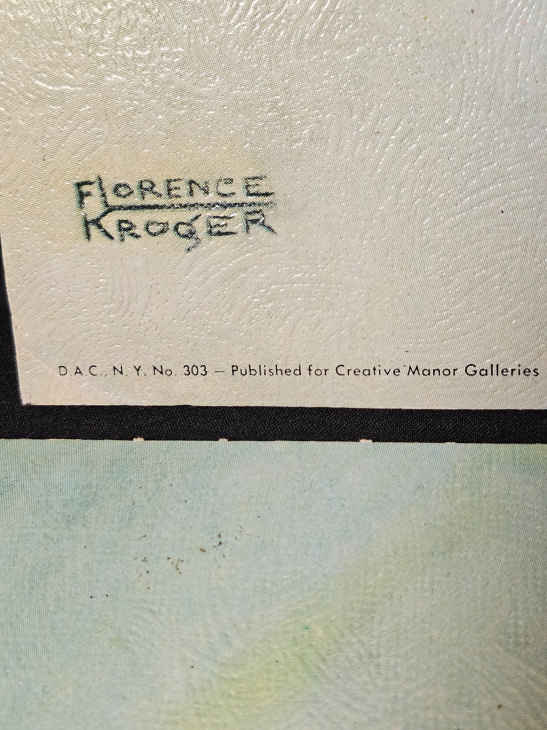 FLORENCE
KROGER
D A C., N. Y. No. 303 — Published for Creative Manor Galleries